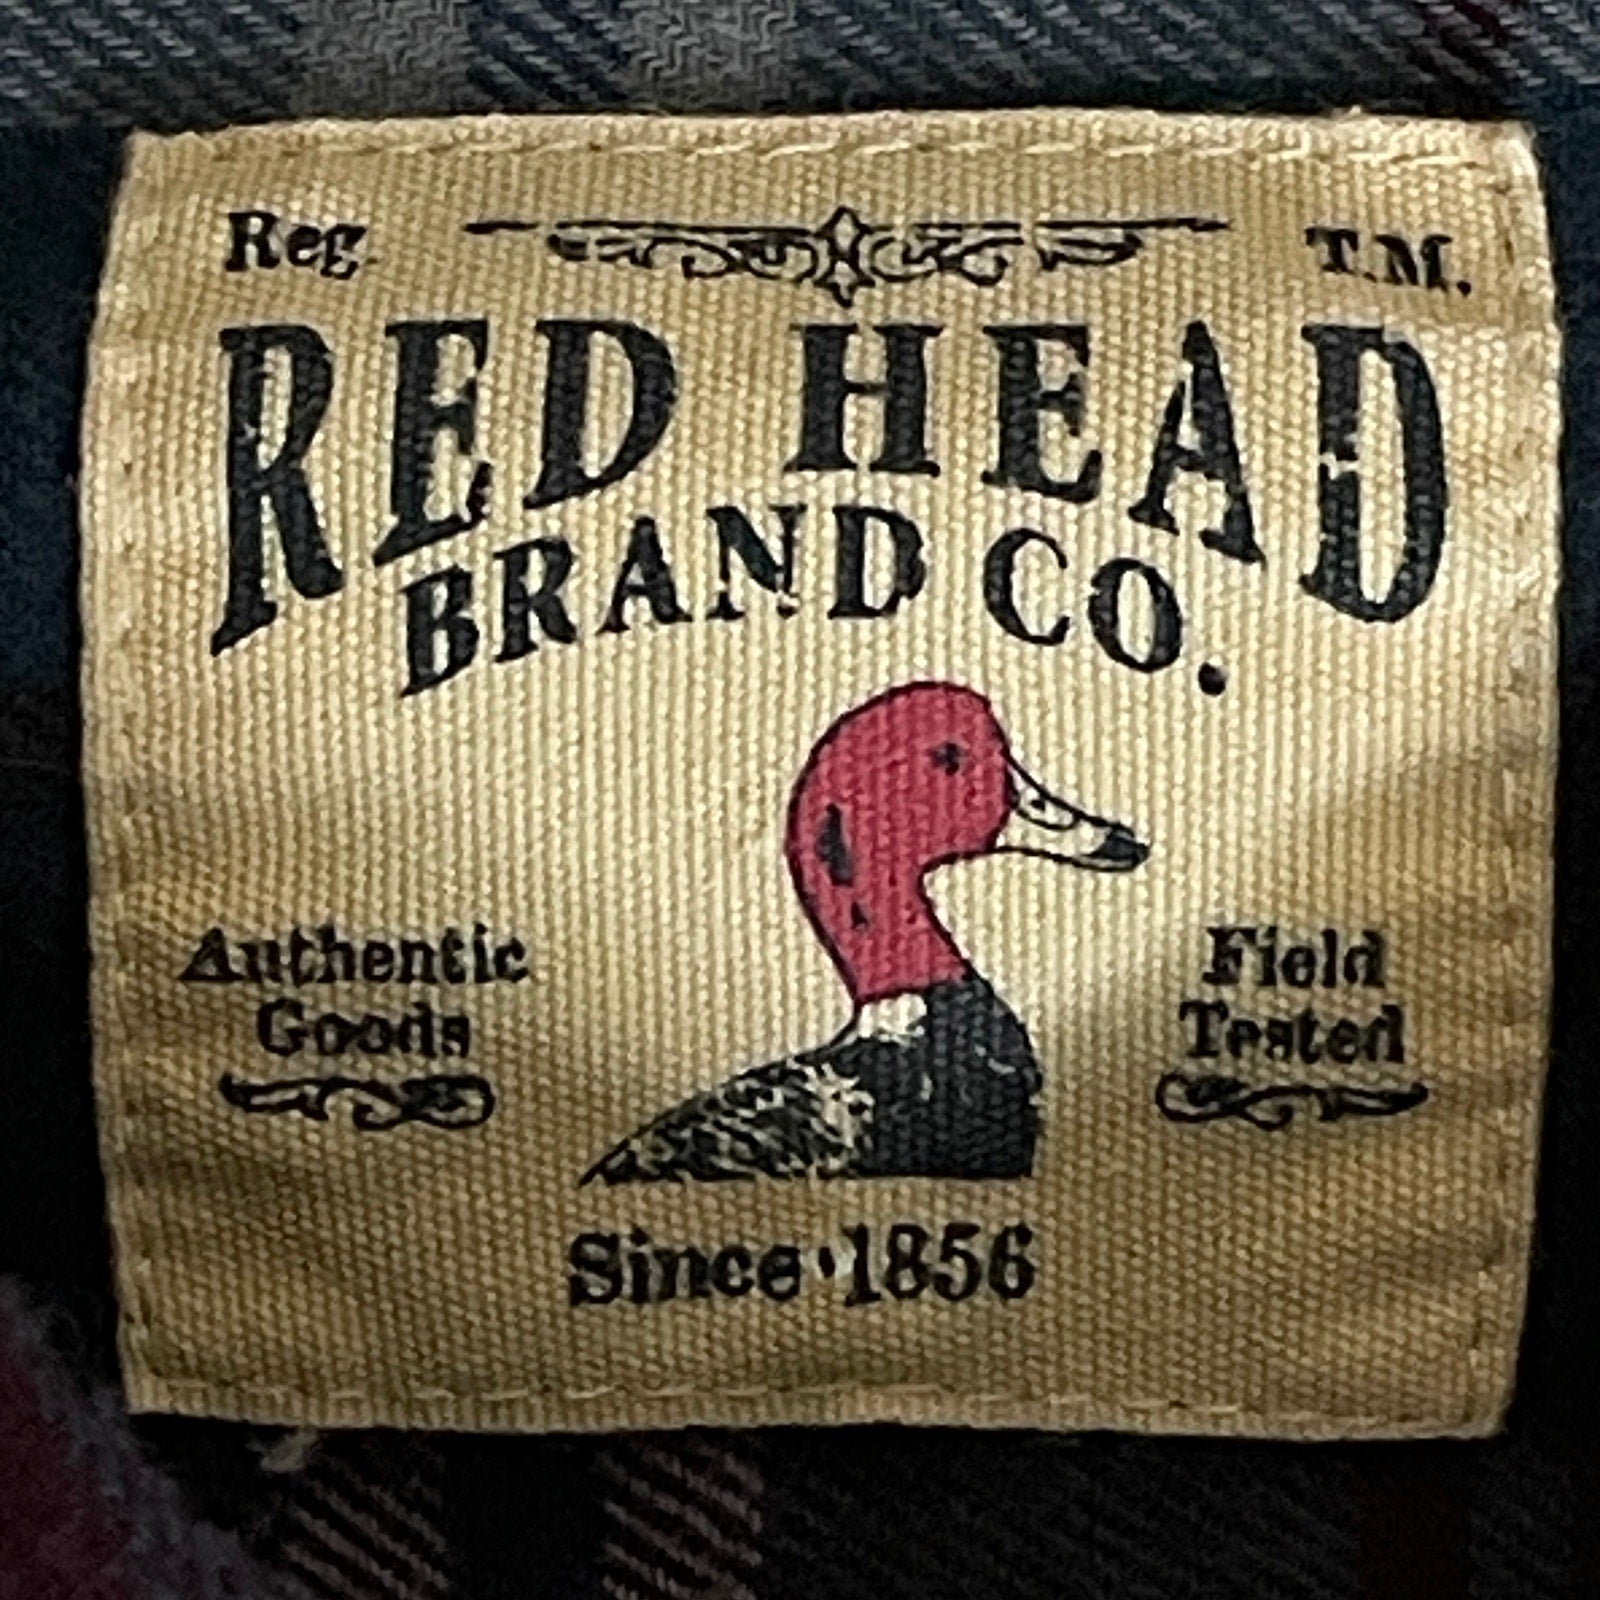 Reg. T.M.
RED HEAD
BRAND CO.
Authentic
Goods
Field
Tested
Since · 1856